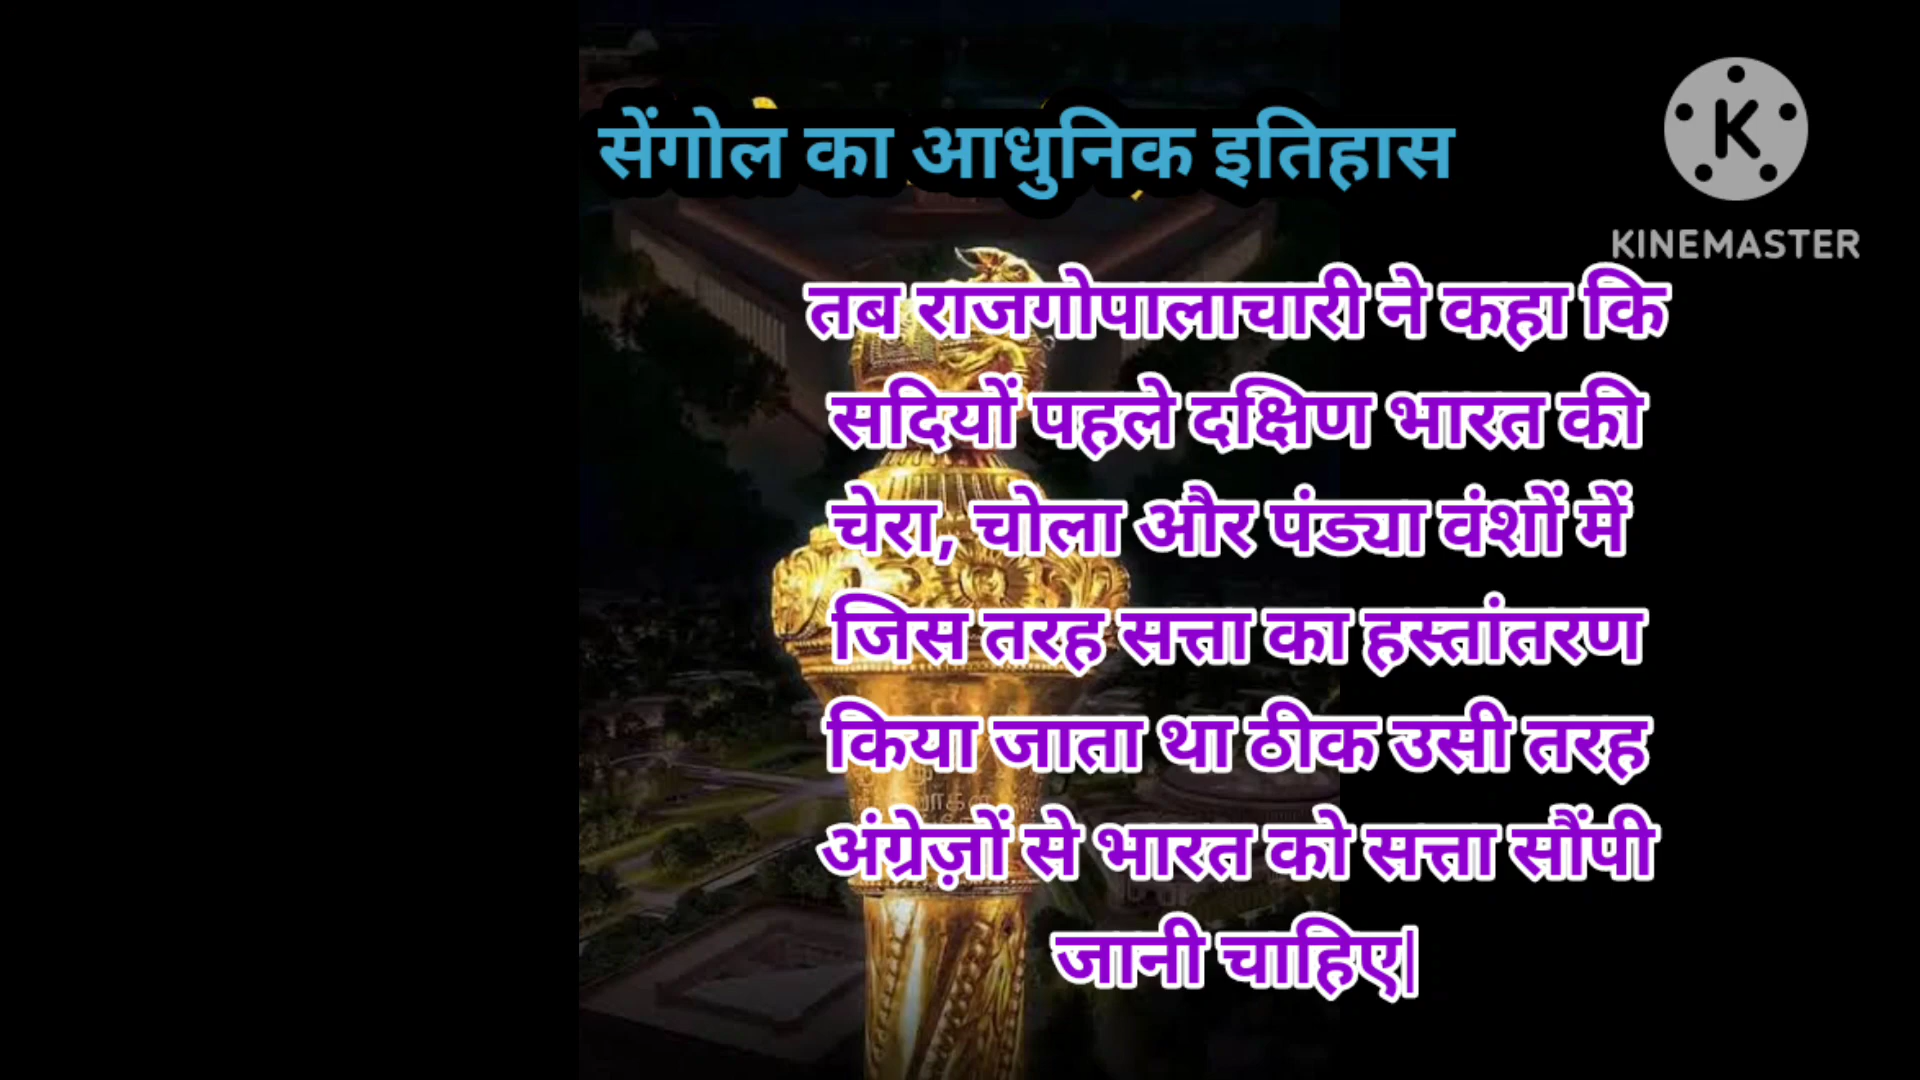 सेंगोल का आधुनिक इतिहास
KINEMASTER
तब राजगोपालाचारी ने कहा कि
सदियों पहले दक्षिण भारत की
चेरा, चोला और पंड्या वंशों में
जिस तरह सत्ता का हस्तांतरण
किया जाता था ठीक उसी तरह
अंग्रेज़ों से भारत को सत्ता सौंपी
जानी चाहिए|